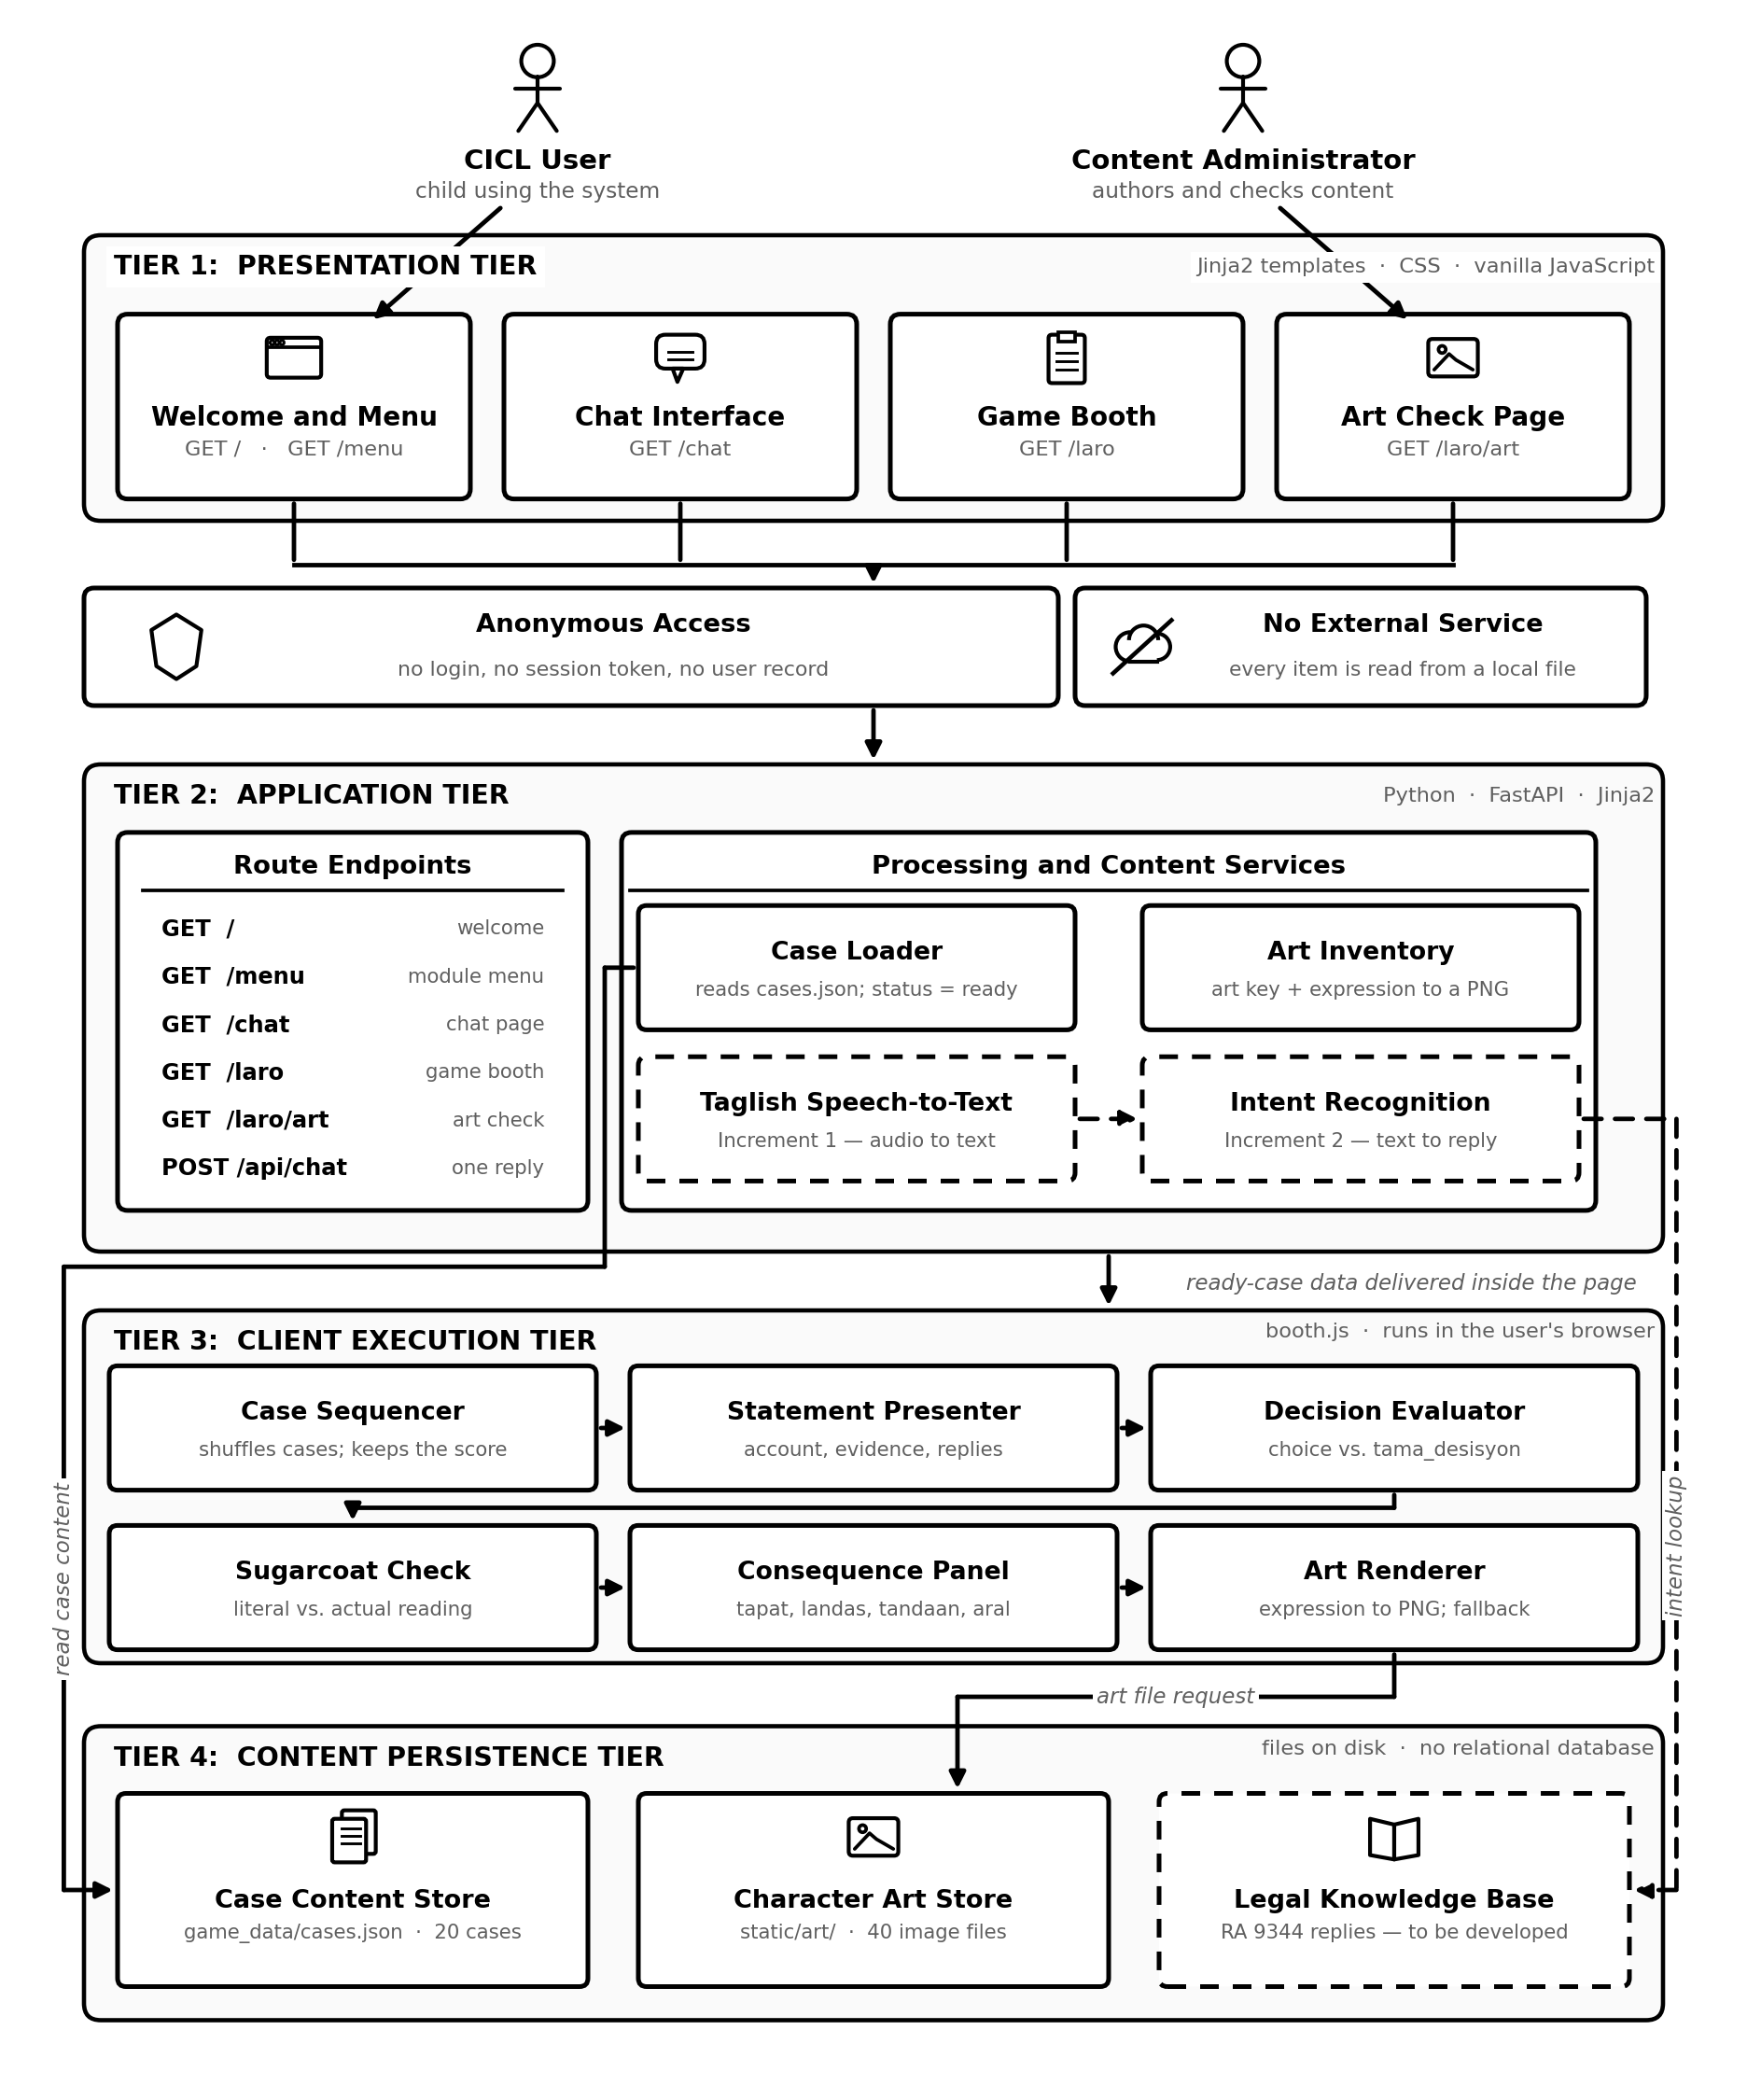 CICL User
child using the system
Content Administrator
authors and checks content
TIER 1:  PRESENTATION TIER
Jinja2 templates  ·  CSS  ·  vanilla JavaScript
Welcome and Menu
GET /   ·   GET /menu
Chat Interface
GET /chat
Game Booth
GET /laro
Art Check Page
GET /laro/art
Anonymous Access
no login, no session token, no user record
No External Service
every item is read from a local file
TIER 2:  APPLICATION TIER
Python  ·  FastAPI  ·  Jinja2
Route Endpoints
GET  /  welcome
GET  /menu  module menu
GET  /chat  chat page
GET  /laro  game booth
GET  /laro/art  art check
POST /api/chat  one reply
Processing and Content Services
Case Loader
reads cases.json; status = ready
Art Inventory
art key + expression to a PNG
Taglish Speech-to-Text
Increment 1 — audio to text
Intent Recognition
Increment 2 — text to reply
ready-case data delivered inside the page
TIER 3:  CLIENT EXECUTION TIER
booth.js  ·  runs in the user's browser
Case Sequencer
shuffles cases; keeps the score
Statement Presenter
account, evidence, replies
Decision Evaluator
choice vs. tama_desisyon
Sugarcoat Check
literal vs. actual reading
Consequence Panel
tapat, landas, tandaan, aral
Art Renderer
expression to PNG; fallback
read case content
intent lookup
art file request
TIER 4:  CONTENT PERSISTENCE TIER
files on disk  ·  no relational database
Case Content Store
game_data/cases.json  ·  20 cases
Character Art Store
static/art/  ·  40 image files
Legal Knowledge Base
RA 9344 replies — to be developed